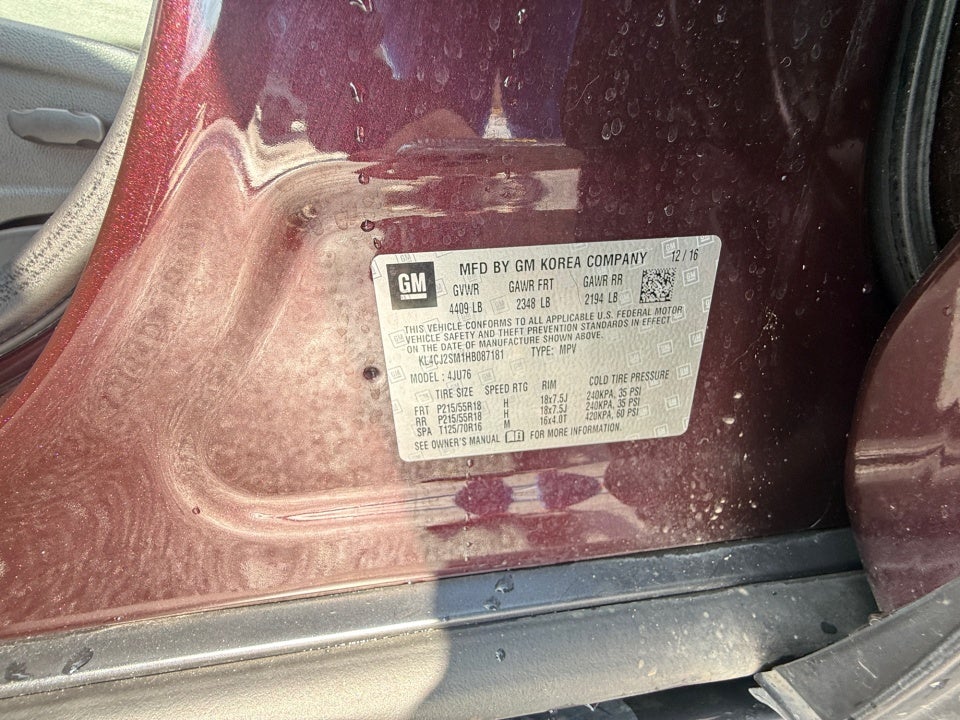 GM
MFD BY GM KOREA COMPANY 12 / 16
GVWR GAWR FRT GAWR RR
4409 LB 2348 LB 2194 LB
THIS VEHICLE CONFORMS TO ALL APPLICABLE U.S. FEDERAL MOTOR
VEHICLE SAFETY AND THEFT PREVENTION STANDARDS IN EFFECT
ON THE DATE OF MANUFACTURE SHOWN ABOVE.
KL4CJ2SM1HB087181 TYPE: MPV
MODEL : 4JU76
TIRE SIZE SPEED RTG RIM COLD TIRE PRESSURE
FRT P215/55R18 H 18x7.5J 240KPA, 35 PSI
RR P215/55R18 H 18x7.5J 240KPA, 35 PSI
SPA T125/70R16 M 16x4.0T 420KPA, 60 PSI
SEE OWNER'S MANUAL FOR MORE INFORMATION.